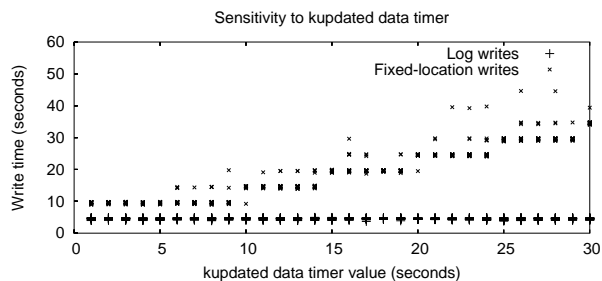 Sensitivity to kupdated data timer
60
50
40
30
20
10
0
Write time (seconds)
Log writes
Fixed-location writes
0 5 10 15 20 25 30
kupdated data timer value (seconds)